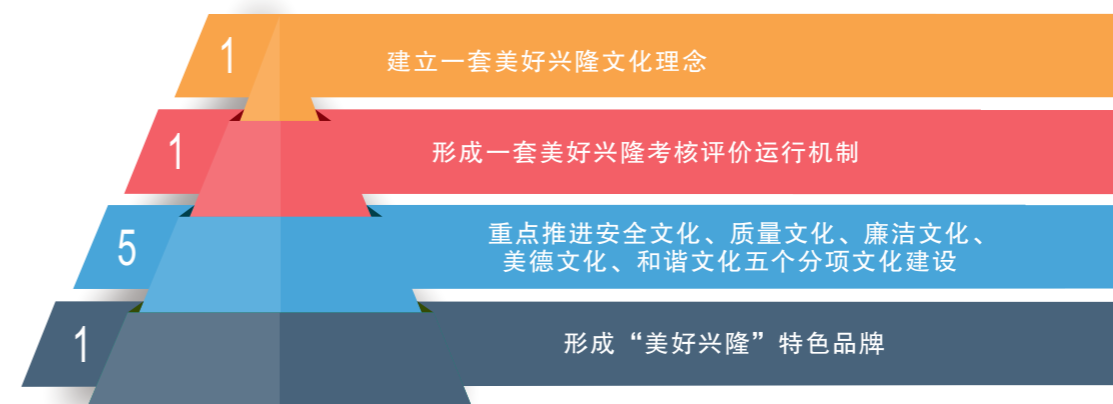 1
建立一套美好兴隆文化理念
1
形成一套美好兴隆考核评价运行机制
5
重点推进安全文化、质量文化、廉洁文化、
美德文化、和谐文化五个分项文化建设
1
形成“美好兴隆”特色品牌